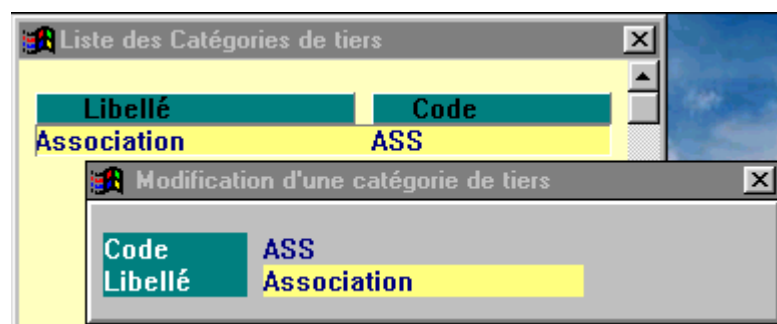 Liste des Catégories de tiers
Libellé Code
Association ASS
Modification d'une catégorie de tiers
Code ASS
Libellé Association